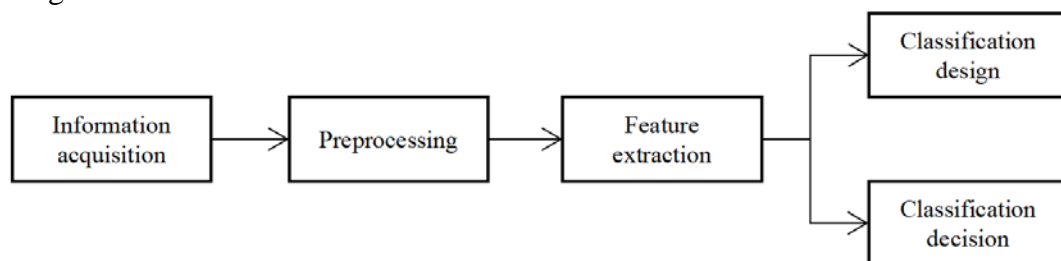 Information
acquisition
Preprocessing
Feature
extraction
Classification
design
Classification
decision